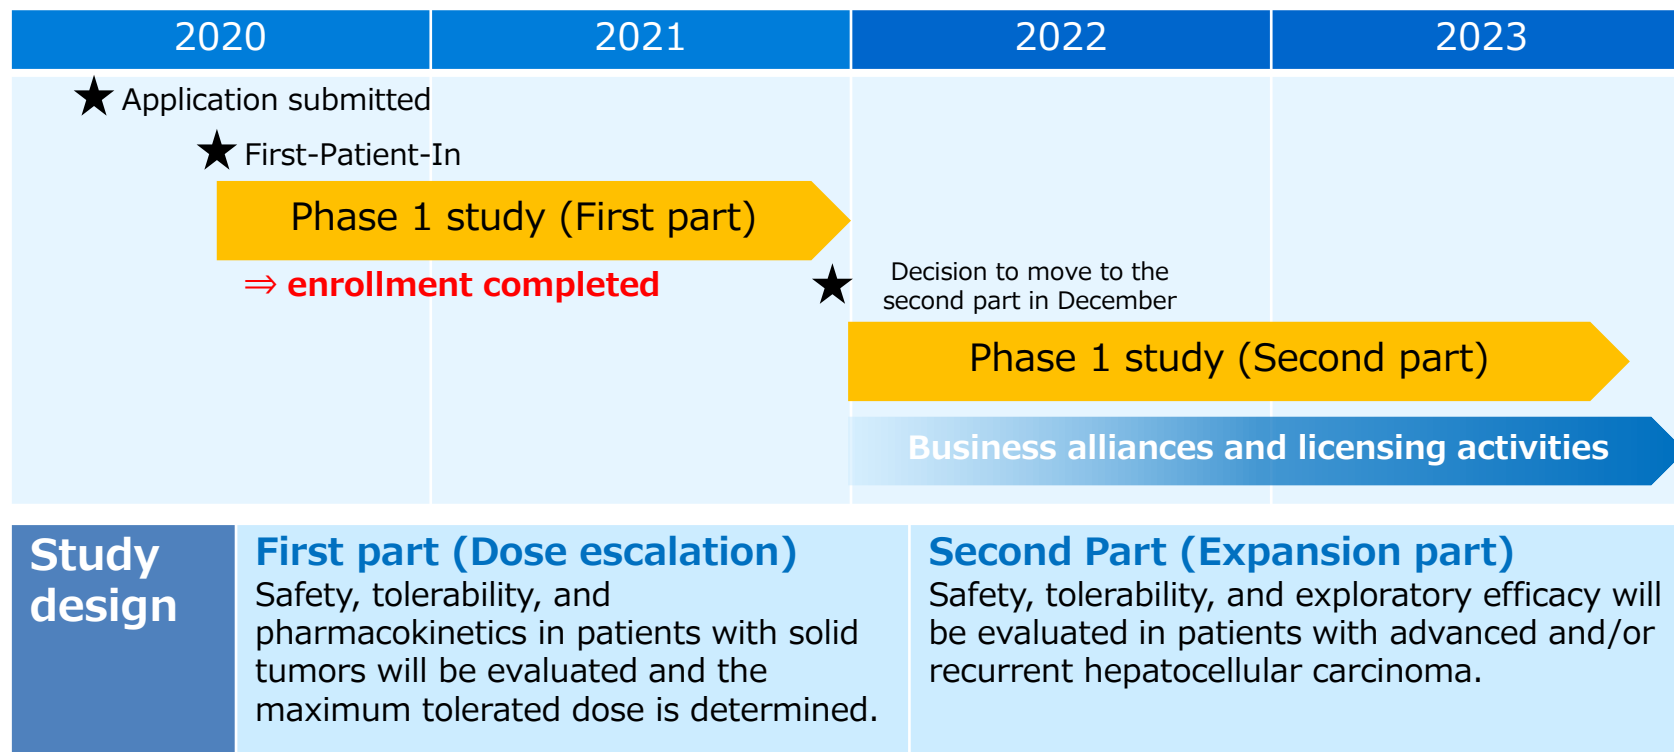 2020
2021
2022
2023
★ Application submitted
★ First-Patient-In
Phase 1 study (First part)
⇒ enrollment completed
★ Decision to move to the
second part in December
Phase 1 study (Second part)
Business alliances and licensing activities
Study
design
First part (Dose escalation)
Safety, tolerability, and
pharmacokinetics in patients with solid
tumors will be evaluated and the
maximum tolerated dose is determined.
Second Part (Expansion part)
Safety, tolerability, and exploratory efficacy will
be evaluated in patients with advanced and/or
recurrent hepatocellular carcinoma.